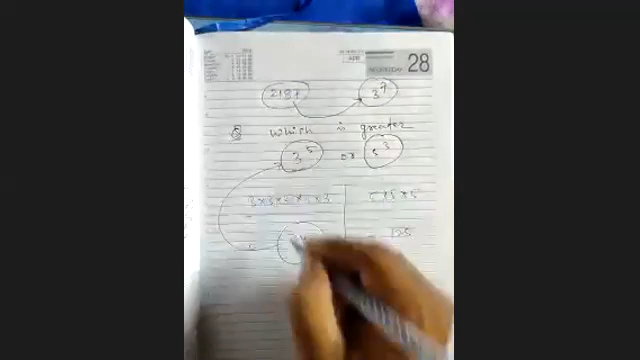 28
2187 3^7
Q which is greater
3^5 or 5^3
3×3×3×3×3 5×5×5
= 125